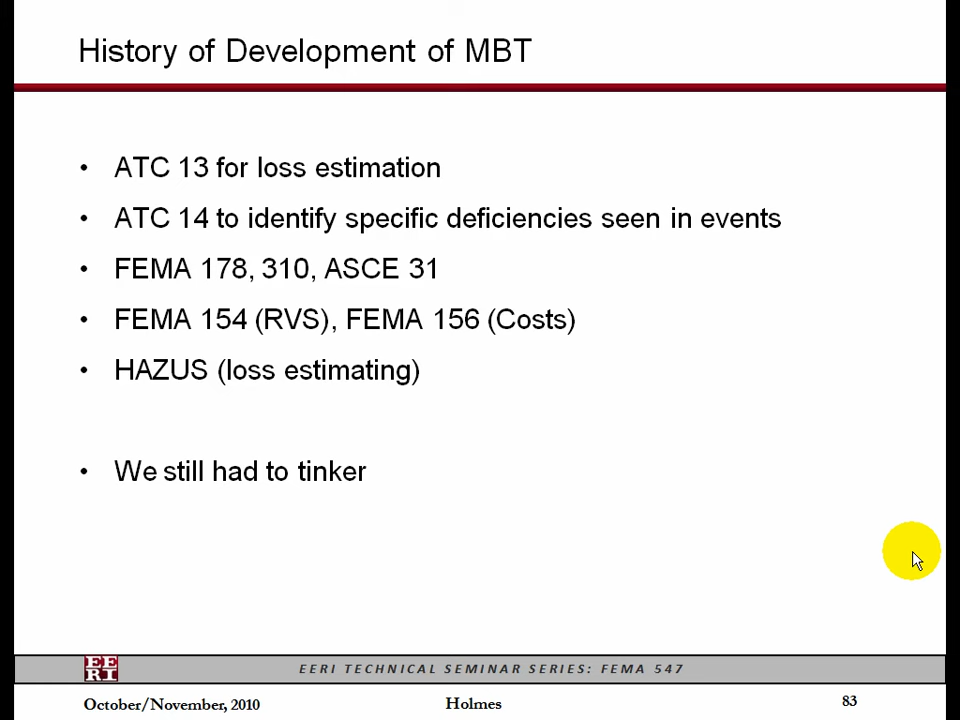 History of Development of MBT
• ATC 13 for loss estimation
• ATC 14 to identify specific deficiencies seen in events
• FEMA 178, 310, ASCE 31
• FEMA 154 (RVS), FEMA 156 (Costs)
• HAZUS (loss estimating)
• We still had to tinker
EE
RI
EERI TECHNICAL SEMINAR SERIES: FEMA 547
October/November, 2010 Holmes 83